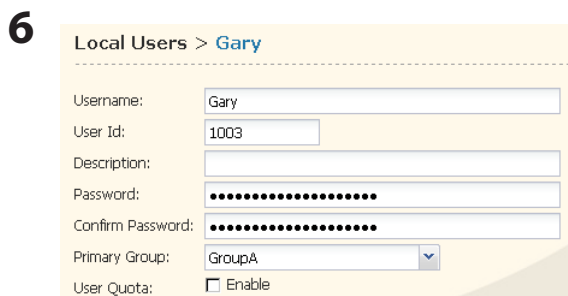 6
Local Users > Gary
Username: Gary
User Id: 1003
Description:
Password: ••••••••••••••••••••
Confirm Password: ••••••••••••••••••••
Primary Group: GroupA
User Quota: Enable